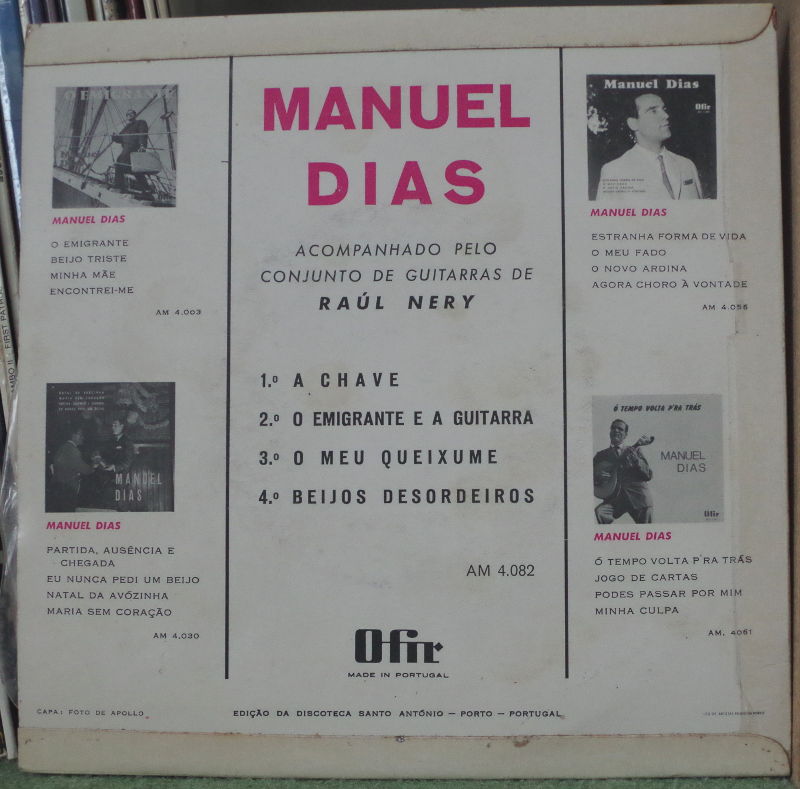 MANUEL
DIAS
ACOMPANHADO PELO
CONJUNTO DE GUITARRAS DE
RAÚL NERY
1.º A CHAVE
2.º O EMIGRANTE E A GUITARRA
3.º O MEU QUEIXUME
4.º BEIJOS DESORDEIROS
AM 4.082
Ofir
MADE IN PORTUGAL
O EMIGRANTE
MANUEL DIAS
O EMIGRANTE
BEIJO TRISTE
MINHA MÃE
ENCONTREI-ME
AM 4.003
MANUEL
DIAS
MANUEL DIAS
PARTIDA, AUSÊNCIA E
CHEGADA
EU NUNCA PEDI UM BEIJO
NATAL DA AVÓZINHA
MARIA SEM CORAÇÃO
AM 4.030
Manuel Dias
Ofir
MANUEL DIAS
ESTRANHA FORMA DE VIDA
O MEU FADO
O NOVO ARDINA
AGORA CHORO À VONTADE
AM 4.056
Ó TEMPO VOLTA P'RA TRÁS
MANUEL
DIAS
Ofir
MANUEL DIAS
Ó TEMPO VOLTA P'RA TRÁS
JOGO DE CARTAS
PODES PASSAR POR MIM
MINHA CULPA
AM. 4061
CAPA: FOTO DE APOLLO
EDIÇÃO DA DISCOTECA SANTO ANTÓNIO — PORTO — PORTUGAL